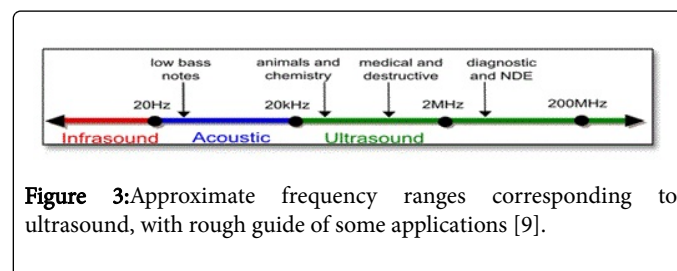 low bass animals and medical and diagnostic
notes chemistry destructive and NDE
20Hz 20kHz 2MHz 200MHz
Infrasound Acoustic Ultrasound
Figure 3:Approximate frequency ranges corresponding to
ultrasound, with rough guide of some applications [9].